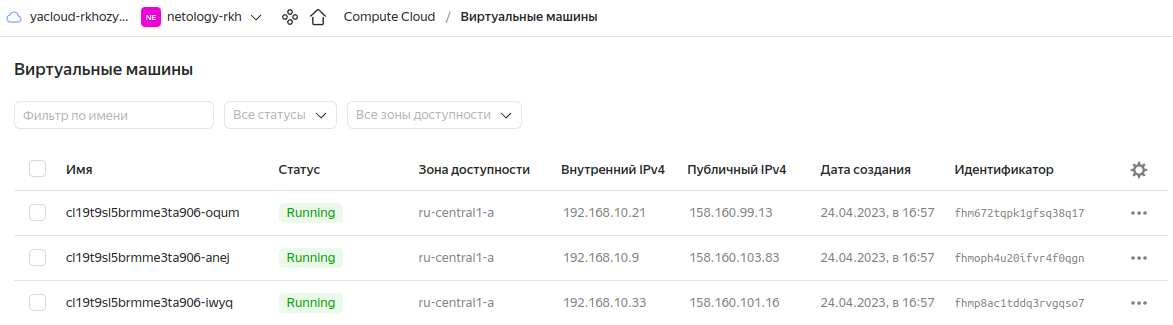 yacloud-rkhozy... NE netology-rkh Compute Cloud / Виртуальные машины
Виртуальные машины
Фильтр по имени Все статусы Все зоны доступности
Имя Статус Зона доступности Внутренний IPv4 Публичный IPv4 Дата создания Идентификатор
cl19t9sl5brmme3ta906-oqum Running ru-central1-a 192.168.10.21 158.160.99.13 24.04.2023, в 16:57 fhm672tqpk1gfsq38q17
cl19t9sl5brmme3ta906-anej Running ru-central1-a 192.168.10.9 158.160.103.83 24.04.2023, в 16:57 fhmoph4u20ifvr4f0qgn
cl19t9sl5brmme3ta906-iwyq Running ru-central1-a 192.168.10.33 158.160.101.16 24.04.2023, в 16:57 fhmp8ac1tddq3rvgqso7